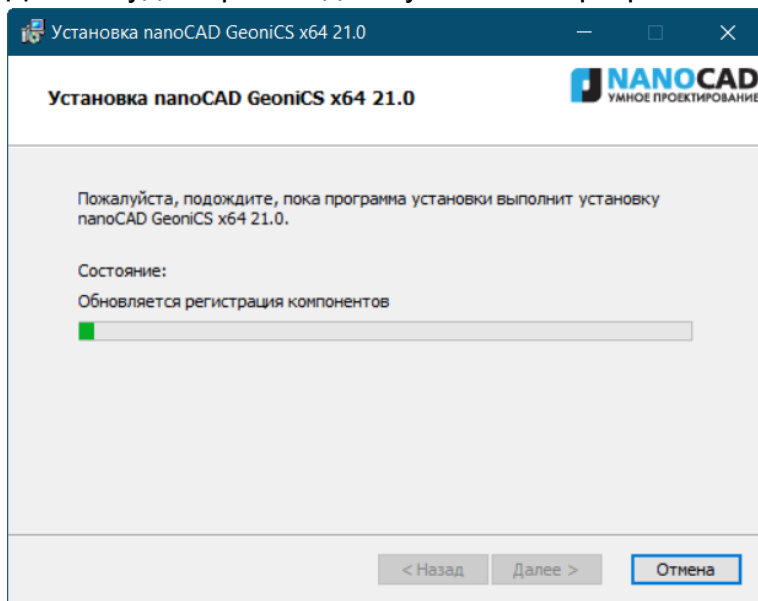 Установка nanoCAD GeoniCS x64 21.0
Установка nanoCAD GeoniCS x64 21.0
NANOCAD
УМНОЕ ПРОЕКТИРОВАНИЕ
Пожалуйста, подождите, пока программа установки выполнит установку
nanoCAD GeoniCS x64 21.0.
Состояние:
Обновляется регистрация компонентов
< Назад
Далее >
Отмена